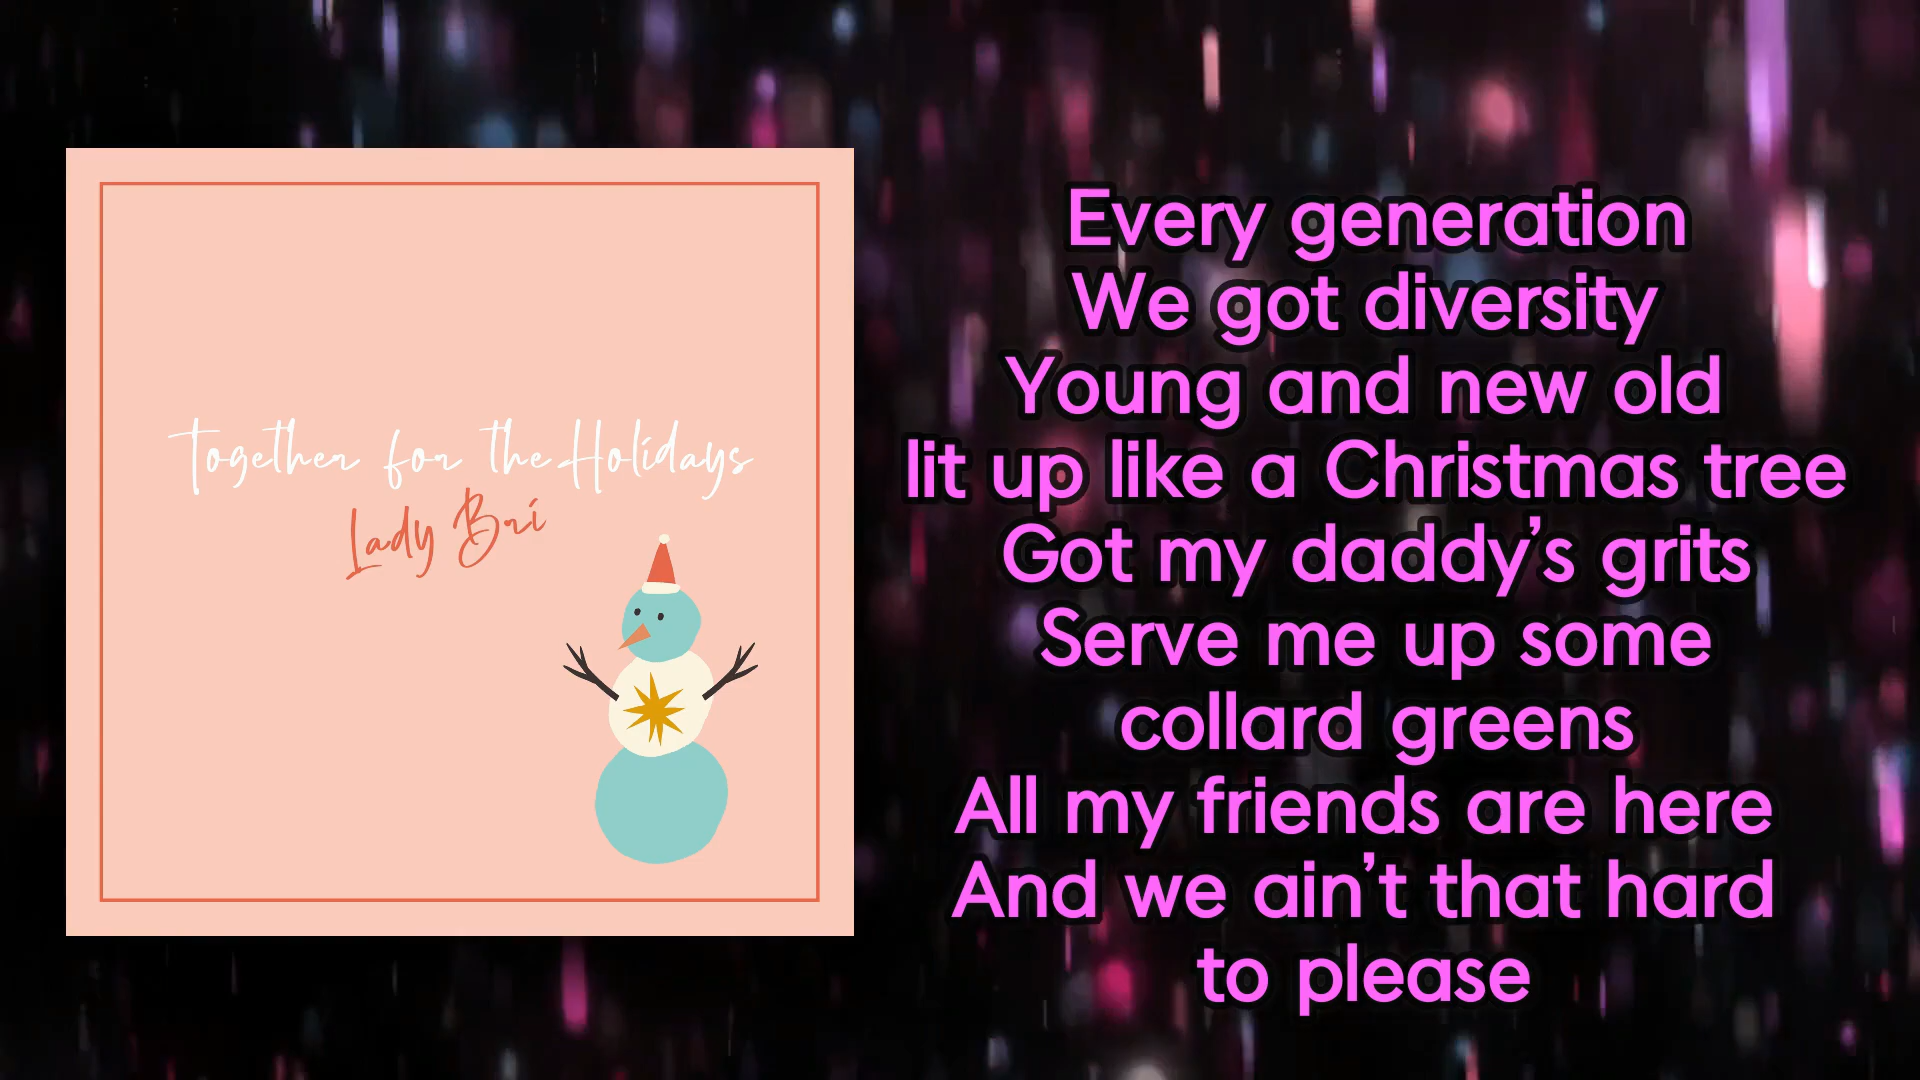 Together for the Holidays
Lady Bri
Every generation
We got diversity
Young and new old
lit up like a Christmas tree
Got my daddy’s grits
Serve me up some
collard greens
All my friends are here
And we ain’t that hard
to please